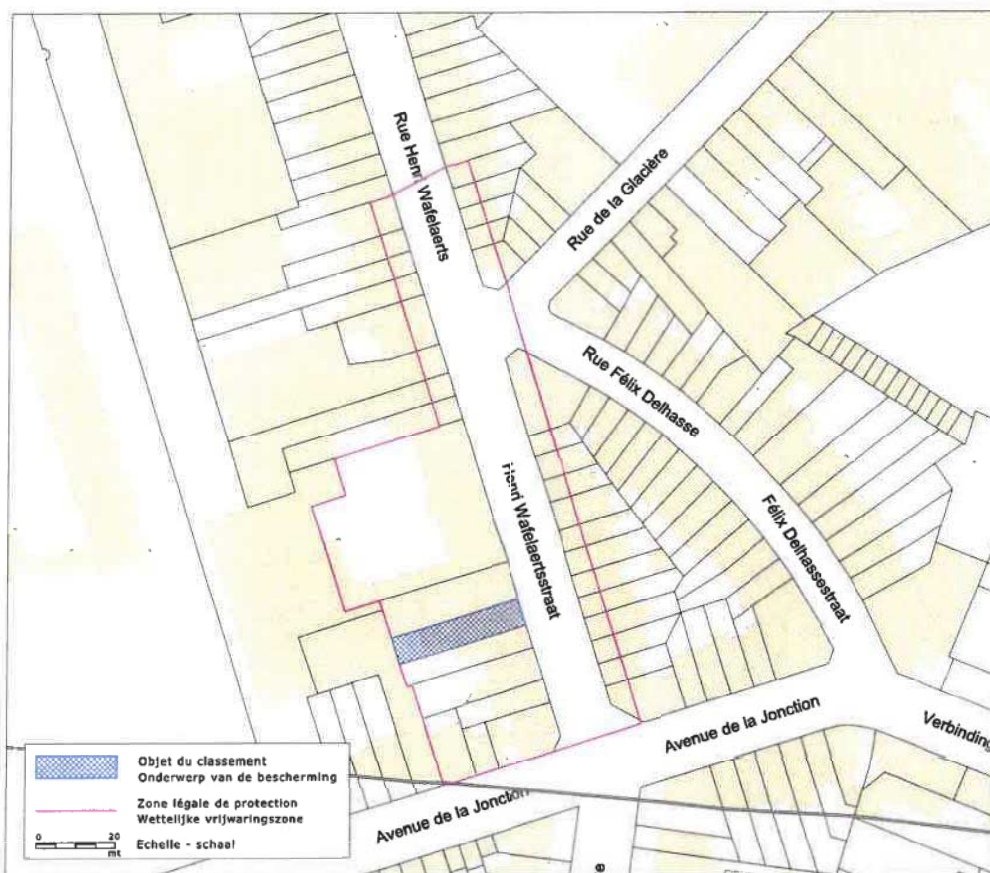 Rue Henri Wafelaerts
Rue de la Glacière
Rue Félix Delhasse
Henri Wafelaertsstraat
Félix Delhassestraat
Avenue de la Jonction
Verbinding
Avenue de la Jonction
e
Objet du classement
Onderwerp van de bescherming
Zone légale de protection
Wettelijke vrijwaringszone
0 20
mt
Echelle - schaal